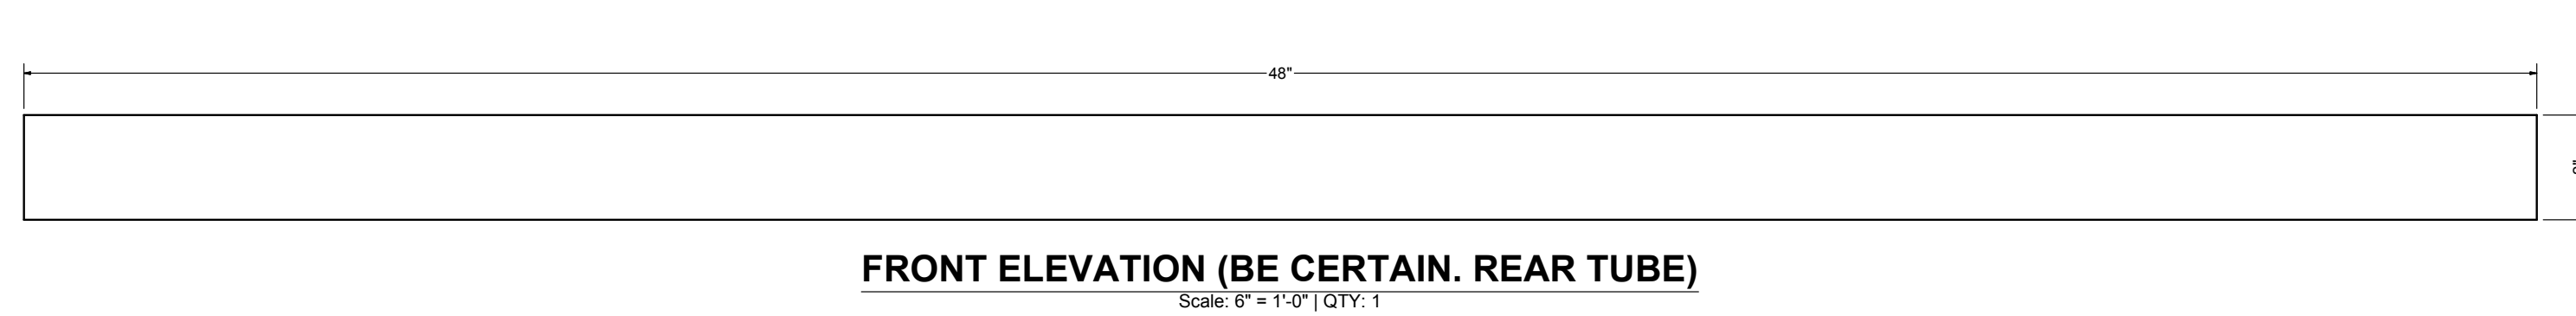 48"
FRONT ELEVATION (BE CERTAIN. REAR TUBE)
Scale: 6" = 1'-0" | QTY: 1